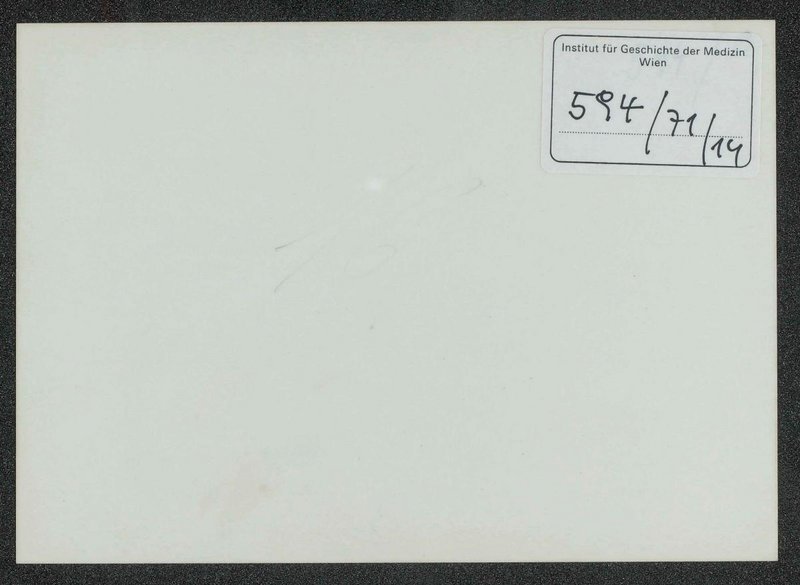 Institut für Geschichte der Medizin
Wien
594/71/14